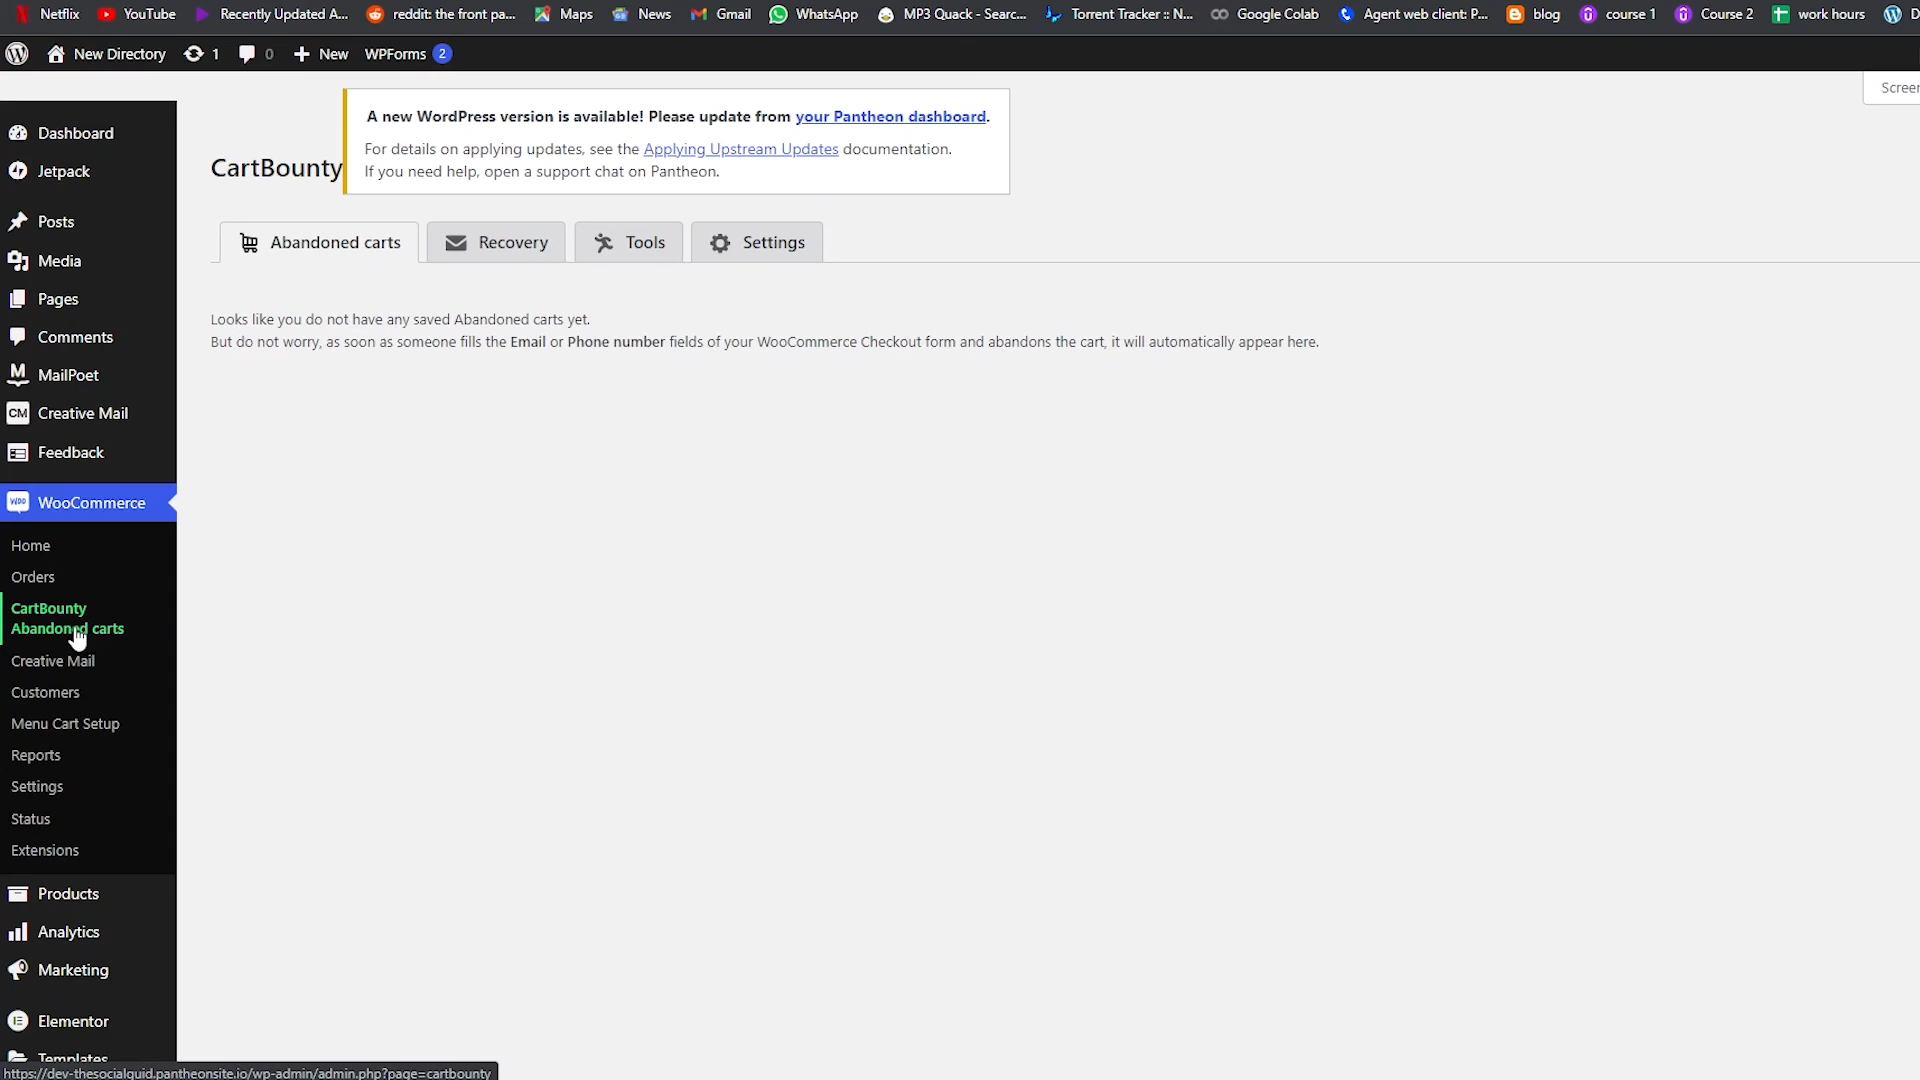 Netflix YouTube Recently Updated A... reddit: the front pa... Maps News Gmail WhatsApp MP3 Quack - Searc... Torrent Tracker :: N... Google Colab Agent web client: P... blog course 1 Course 2 work hours D
New Directory 1 0 New WPForms 2
Screen
A new WordPress version is available! Please update from your Pantheon dashboard.
For details on applying updates, see the Applying Upstream Updates documentation.
If you need help, open a support chat on Pantheon.
CartBounty
Abandoned carts Recovery Tools Settings
Looks like you do not have any saved Abandoned carts yet.
But do not worry, as soon as someone fills the Email or Phone number fields of your WooCommerce Checkout form and abandons the cart, it will automatically appear here.
Dashboard
Jetpack
Posts
Media
Pages
Comments
M MailPoet
CM Creative Mail
Feedback
WOO WooCommerce
Home
Orders
CartBounty
Abandoned carts
Creative Mail
Customers
Menu Cart Setup
Reports
Settings
Status
Extensions
Products
Analytics
Marketing
Elementor
Templates
https://dev-thesocialguid.pantheonsite.io/wp-admin/admin.php?page=cartbounty